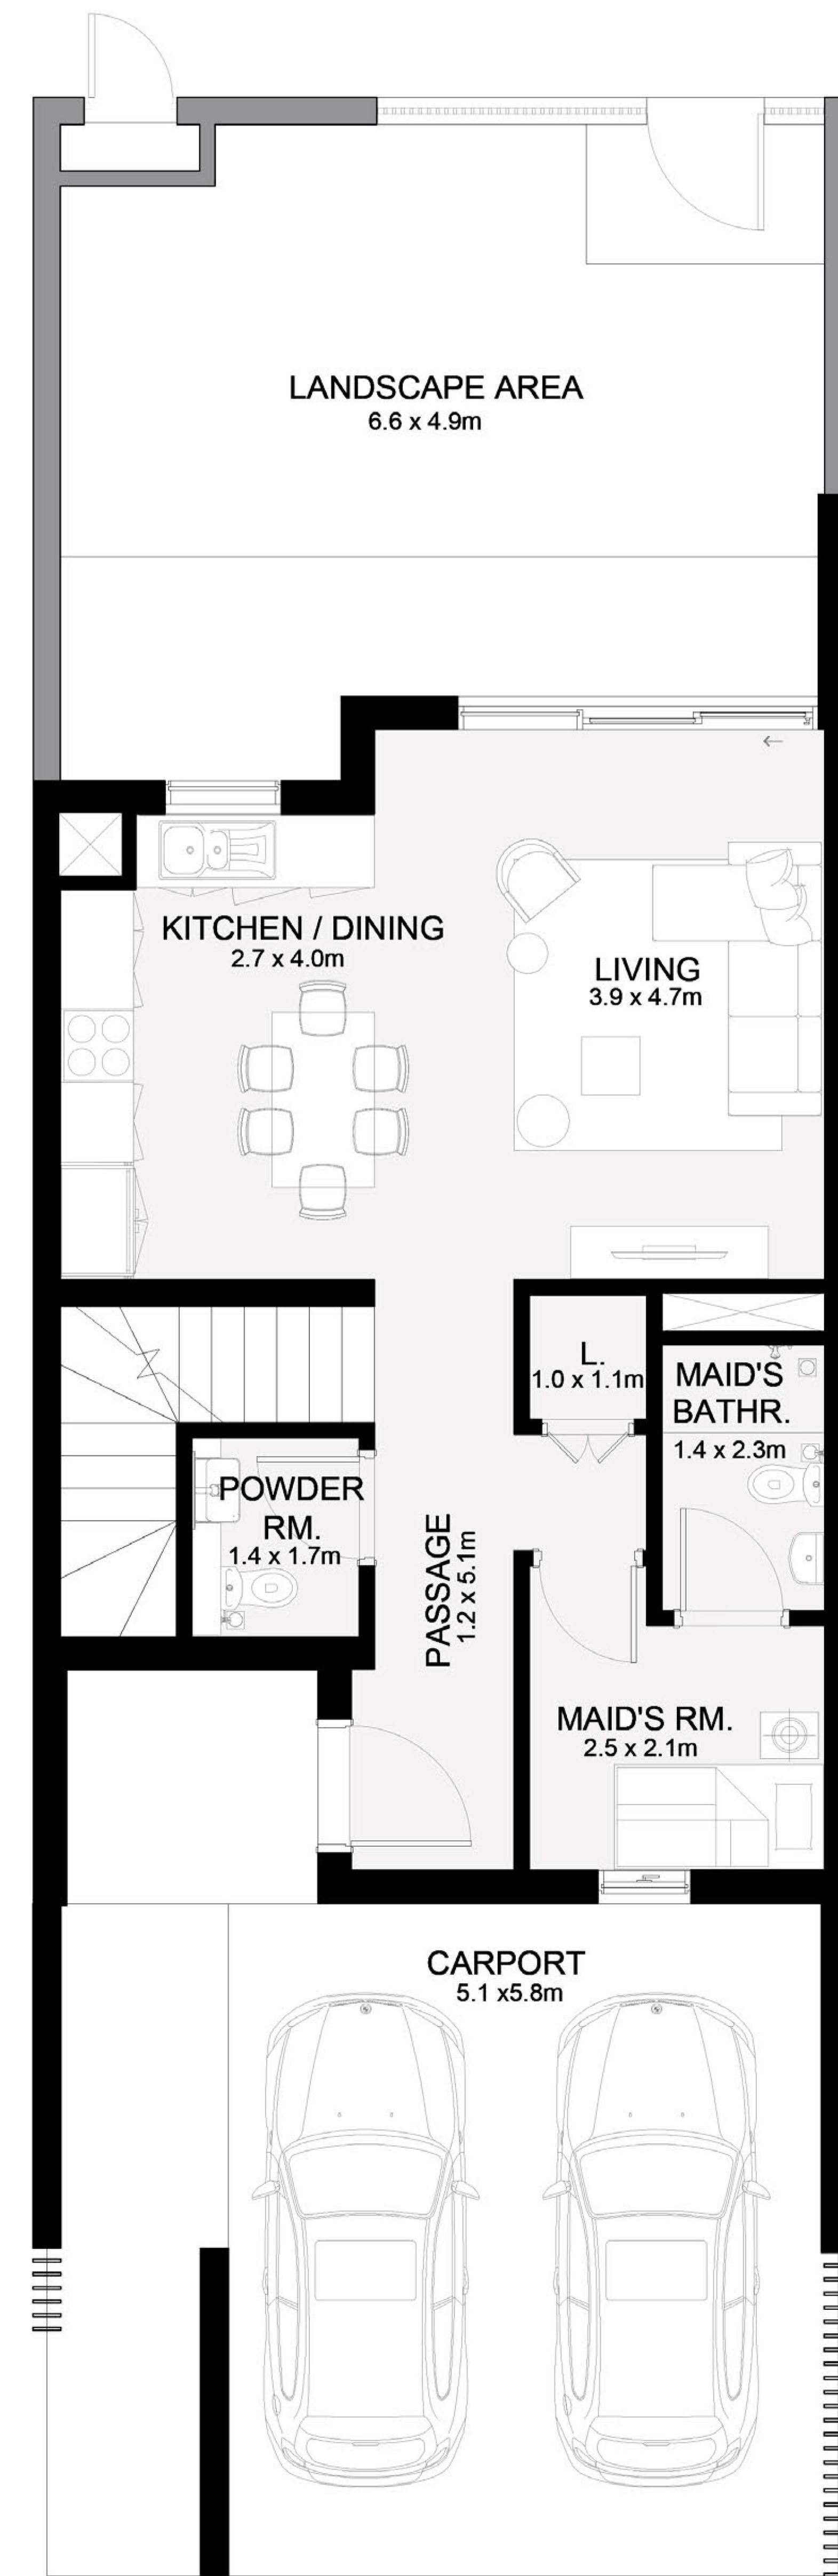 LANDSCAPE AREA
6.6 x 4.9m
KITCHEN / DINING
2.7 x 4.0m
LIVING
3.9 x 4.7m
L.
1.0 x 1.1m
MAID'S
BATHR.
1.4 x 2.3m
POWDER
RM.
1.4 x 1.7m
PASSAGE
1.2 x 5.1m
MAID'S RM.
2.5 x 2.1m
CARPORT
5.1 x5.8m